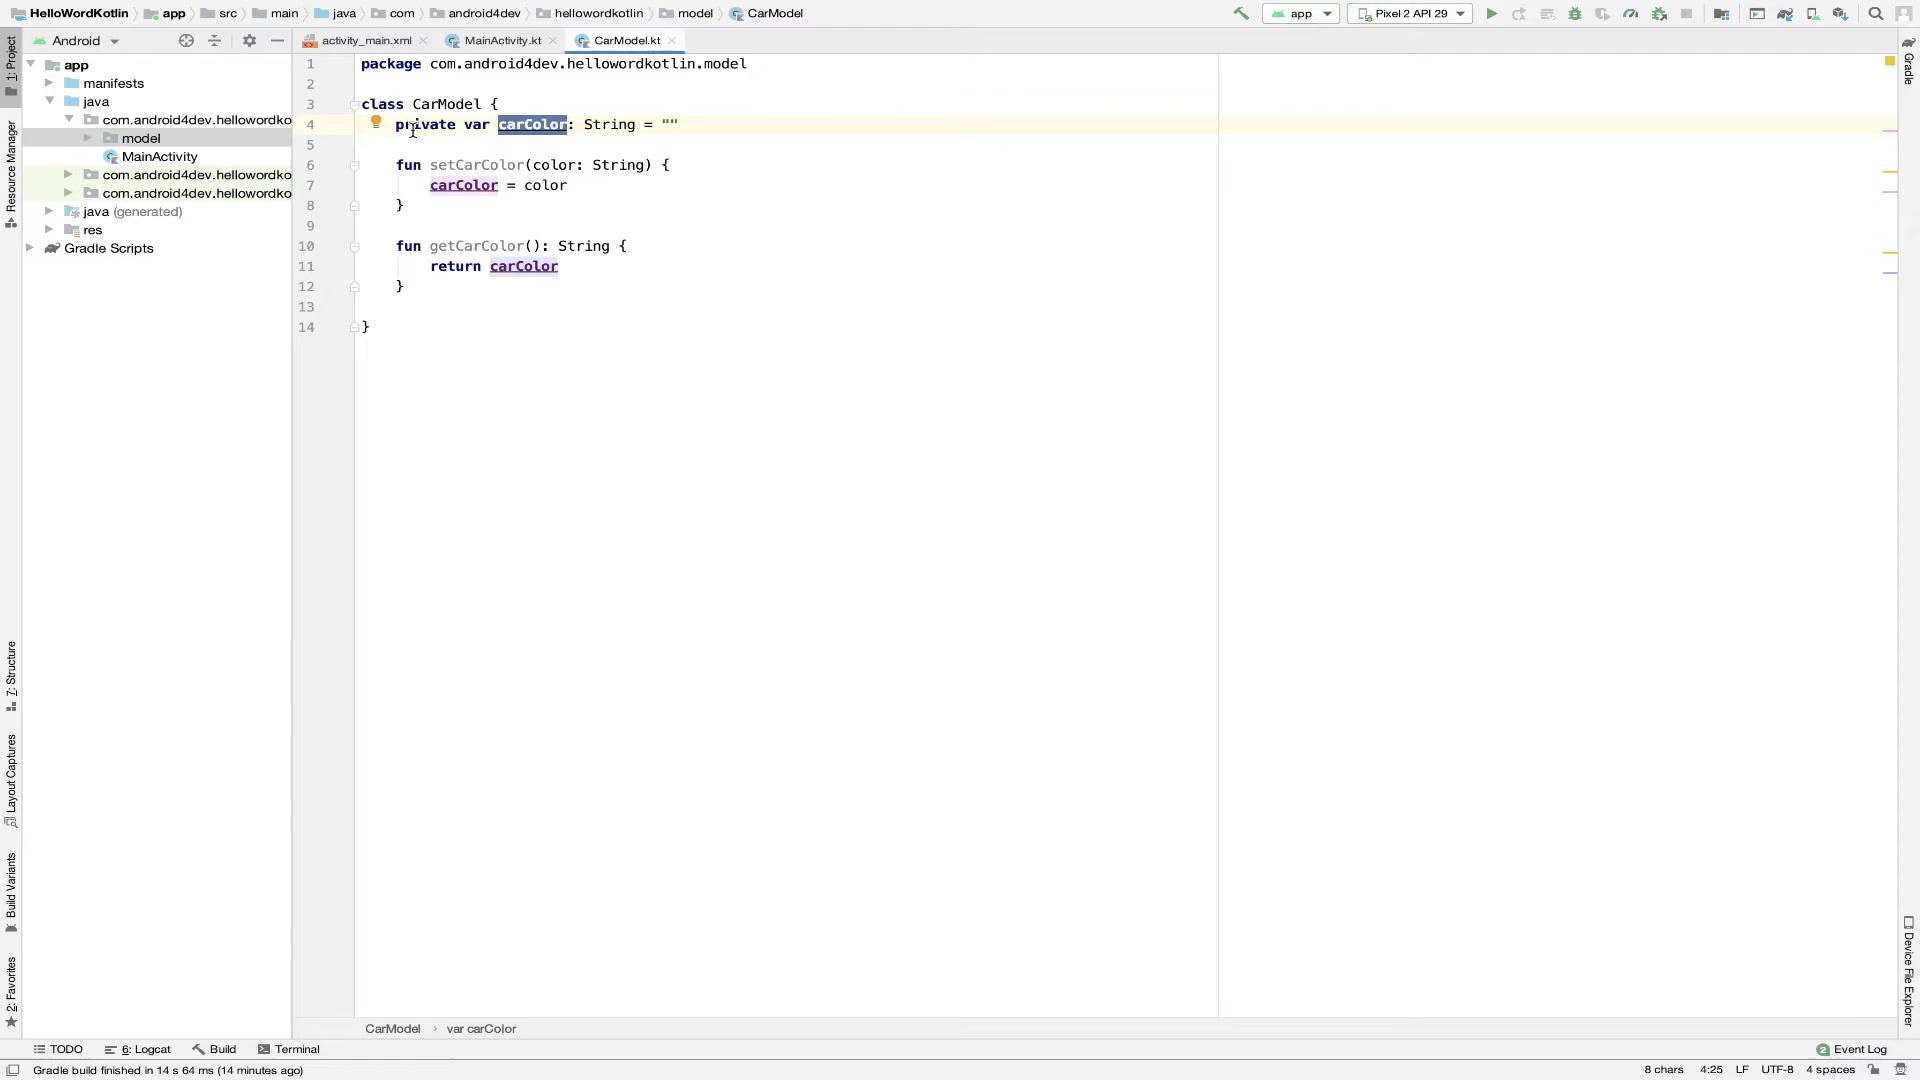 HelloWordKotlin app src main java com android4dev hellowordkotlin model CarModel
app Pixel 2 API 29
Android
activity_main.xml MainActivity.kt CarModel.kt
1: Project
Resource Manager
7: Structure
Layout Captures
Build Variants
2: Favorites
app
manifests
java
com.android4dev.hellowordko
model
MainActivity
com.android4dev.hellowordko
com.android4dev.hellowordko
java (generated)
res
Gradle Scripts
1 package com.android4dev.hellowordkotlin.model
2
3 class CarModel {
4 private var carColor: String = ""
5
6 fun setCarColor(color: String) {
7 carColor = color
8 }
9
10 fun getCarColor(): String {
11 return carColor
12 }
13
14 }
Gradle
Device File Explorer
CarModel › var carColor
TODO 6: Logcat Build Terminal 2 Event Log
Gradle build finished in 14 s 64 ms (14 minutes ago) 8 chars 4:25 LF UTF-8 4 spaces